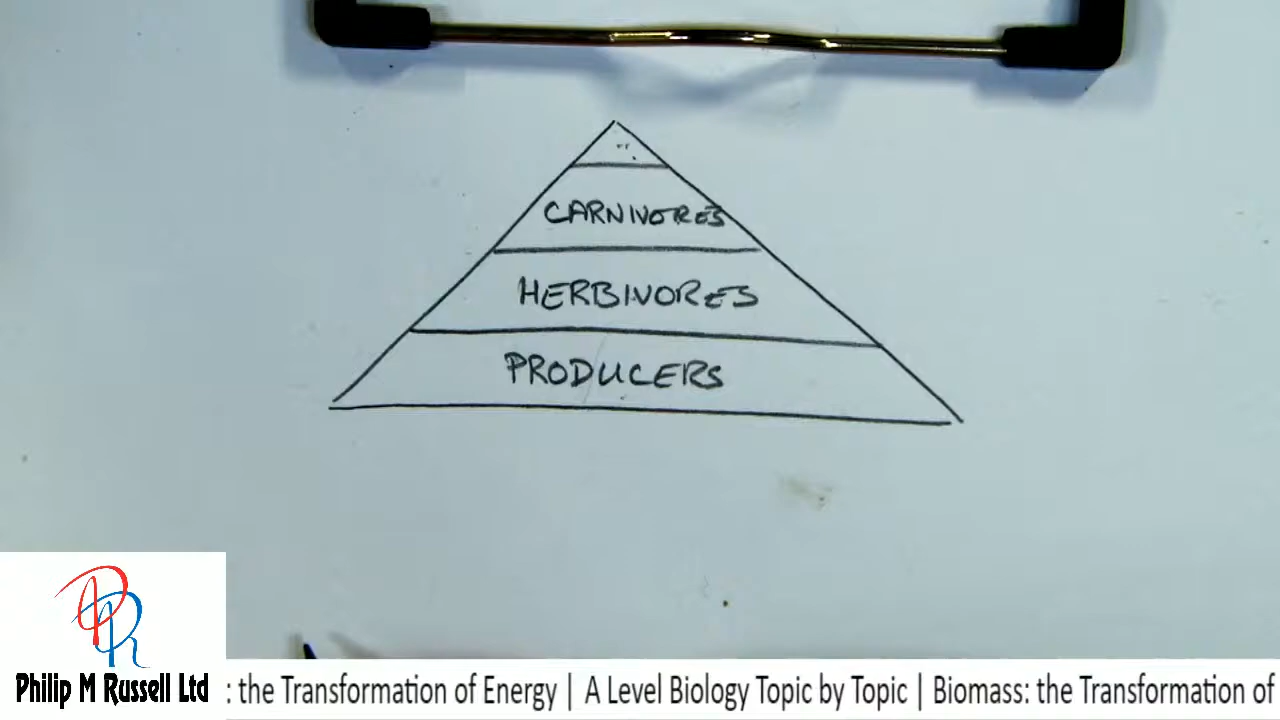 CARNIVORES
HERBIVORES
PRODUCERS
Philip M Russell Ltd
: the Transformation of Energy | A Level Biology Topic by Topic | Biomass: the Transformation of